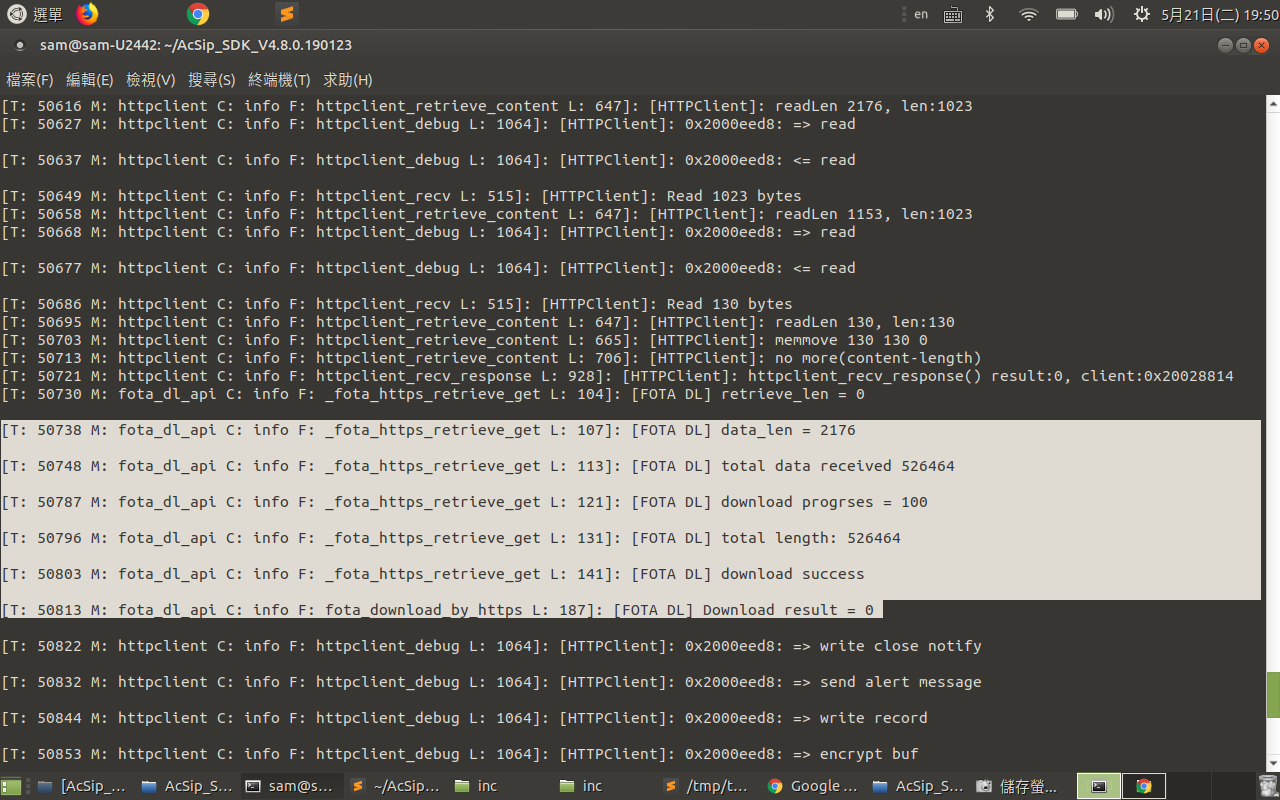 選單
en
5月21日(二) 19:50
sam@sam-U2442: ~/AcSip_SDK_V4.8.0.190123
檔案(F) 編輯(E) 檢視(V) 搜尋(S) 終端機(T) 求助(H)
[T: 50616 M: httpclient C: info F: httpclient_retrieve_content L: 647]: [HTTPClient]: readLen 2176, len:1023
[T: 50627 M: httpclient C: info F: httpclient_debug L: 1064]: [HTTPClient]: 0x2000eed8: => read
[T: 50637 M: httpclient C: info F: httpclient_debug L: 1064]: [HTTPClient]: 0x2000eed8: <= read
[T: 50649 M: httpclient C: info F: httpclient_recv L: 515]: [HTTPClient]: Read 1023 bytes
[T: 50658 M: httpclient C: info F: httpclient_retrieve_content L: 647]: [HTTPClient]: readLen 1153, len:1023
[T: 50668 M: httpclient C: info F: httpclient_debug L: 1064]: [HTTPClient]: 0x2000eed8: => read
[T: 50677 M: httpclient C: info F: httpclient_debug L: 1064]: [HTTPClient]: 0x2000eed8: <= read
[T: 50686 M: httpclient C: info F: httpclient_recv L: 515]: [HTTPClient]: Read 130 bytes
[T: 50695 M: httpclient C: info F: httpclient_retrieve_content L: 647]: [HTTPClient]: readLen 130, len:130
[T: 50703 M: httpclient C: info F: httpclient_retrieve_content L: 665]: [HTTPClient]: memmove 130 130 0
[T: 50713 M: httpclient C: info F: httpclient_retrieve_content L: 706]: [HTTPClient]: no more(content-length)
[T: 50721 M: httpclient C: info F: httpclient_recv_response L: 928]: [HTTPClient]: httpclient_recv_response() result:0, client:0x20028814
[T: 50730 M: fota_dl_api C: info F: _fota_https_retrieve_get L: 104]: [FOTA DL] retrieve_len = 0
[T: 50738 M: fota_dl_api C: info F: _fota_https_retrieve_get L: 107]: [FOTA DL] data_len = 2176
[T: 50748 M: fota_dl_api C: info F: _fota_https_retrieve_get L: 113]: [FOTA DL] total data received 526464
[T: 50787 M: fota_dl_api C: info F: _fota_https_retrieve_get L: 121]: [FOTA DL] download progrses = 100
[T: 50796 M: fota_dl_api C: info F: _fota_https_retrieve_get L: 131]: [FOTA DL] total length: 526464
[T: 50803 M: fota_dl_api C: info F: _fota_https_retrieve_get L: 141]: [FOTA DL] download success
[T: 50813 M: fota_dl_api C: info F: fota_download_by_https L: 187]: [FOTA DL] Download result = 0
[T: 50822 M: httpclient C: info F: httpclient_debug L: 1064]: [HTTPClient]: 0x2000eed8: => write close notify
[T: 50832 M: httpclient C: info F: httpclient_debug L: 1064]: [HTTPClient]: 0x2000eed8: => send alert message
[T: 50844 M: httpclient C: info F: httpclient_debug L: 1064]: [HTTPClient]: 0x2000eed8: => write record
[T: 50853 M: httpclient C: info F: httpclient_debug L: 1064]: [HTTPClient]: 0x2000eed8: => encrypt buf
[AcSip_... AcSip_S... sam@s... ~/AcSip... inc inc /tmp/t... Google ... AcSip_S... 儲存螢...